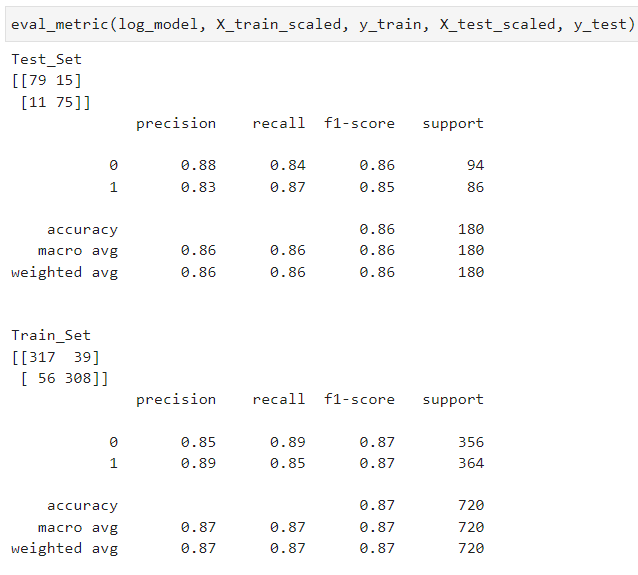 eval_metric(log_model, X_train_scaled, y_train, X_test_scaled, y_test)
Test_Set
[[79 15]
 [11 75]]
              precision    recall  f1-score   support

           0       0.88      0.84      0.86        94
           1       0.83      0.87      0.85        86

    accuracy                           0.86       180
   macro avg       0.86      0.86      0.86       180
weighted avg       0.86      0.86      0.86       180

Train_Set
[[317  39]
 [ 56 308]]
              precision    recall  f1-score   support

           0       0.85      0.89      0.87       356
           1       0.89      0.85      0.87       364

    accuracy                           0.87       720
   macro avg       0.87      0.87      0.87       720
weighted avg       0.87      0.87      0.87       720